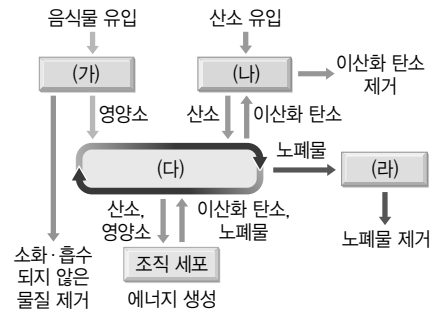 음식물 유입
산소 유입
(가)
(나)
이산화 탄소
제거
영양소
산소
이산화 탄소
노폐물
(다)
(라)
산소,
영양소
이산화 탄소,
노폐물
노폐물 제거
소화·흡수
되지 않은
물질 제거
조직 세포
에너지 생성